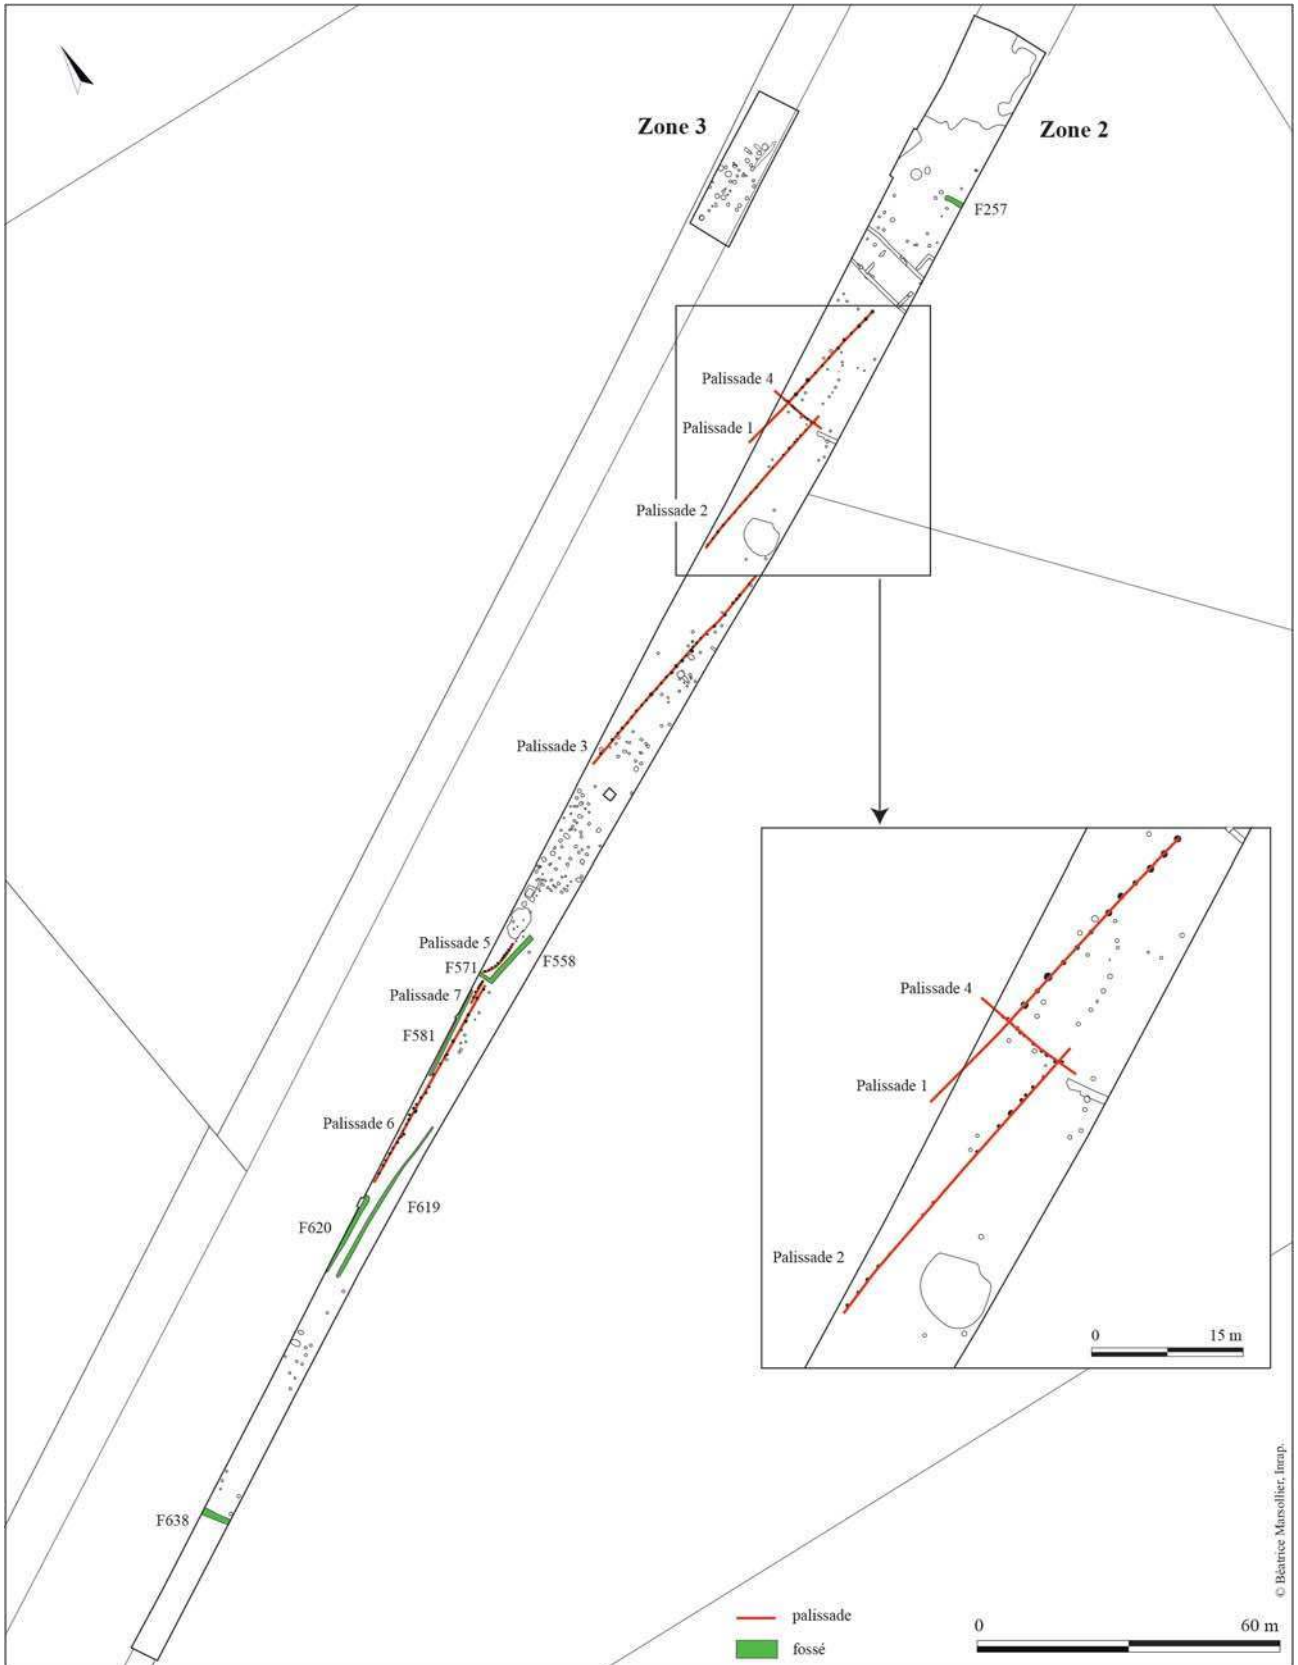 Zone 3
Zone 2
F257
Palissade 4
Palissade 1
Palissade 2
Palissade 3
Palissade 5
F571
F558
Palissade 7
F581
Palissade 6
F619
F620
F638
Palissade 4
Palissade 1
Palissade 2
0 15 m
palissade
fossé
0 60 m
© Béatrice Marsollier, Inrap.